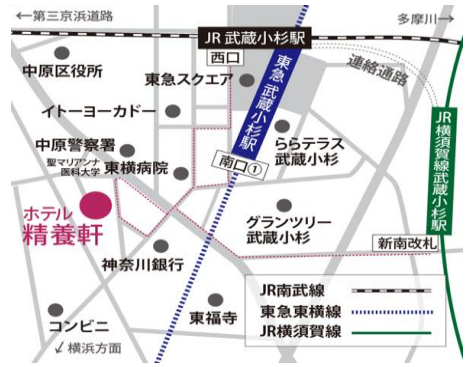 ←第三京浜道路
多摩川→
JR 武蔵小杉駅
西口
中原区役所
東急スクエア
連絡通路
東急 武蔵小杉駅
イトーヨーカドー
JR横須賀線武蔵小杉駅
中原警察署
ららテラス
武蔵小杉
聖マリアンナ
医科大学
東横病院
南口①
ホテル
精養軒
グランツリー
武蔵小杉
新南改札
神奈川銀行
コンビニ
東福寺
↙横浜方面
JR南武線
東急東横線
JR横須賀線